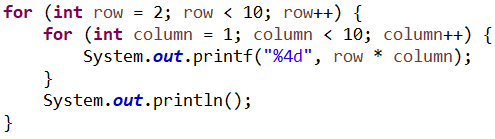 for (int row = 2; row < 10; row++) {
    for (int column = 1; column < 10; column++) {
        System.out.printf("%4d", row * column);
    }
    System.out.println();
}